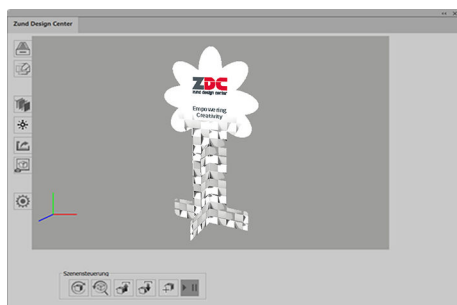 Zund Design Center
ZDC
zund design center
Empowering
Creativity
Szenensteuerung